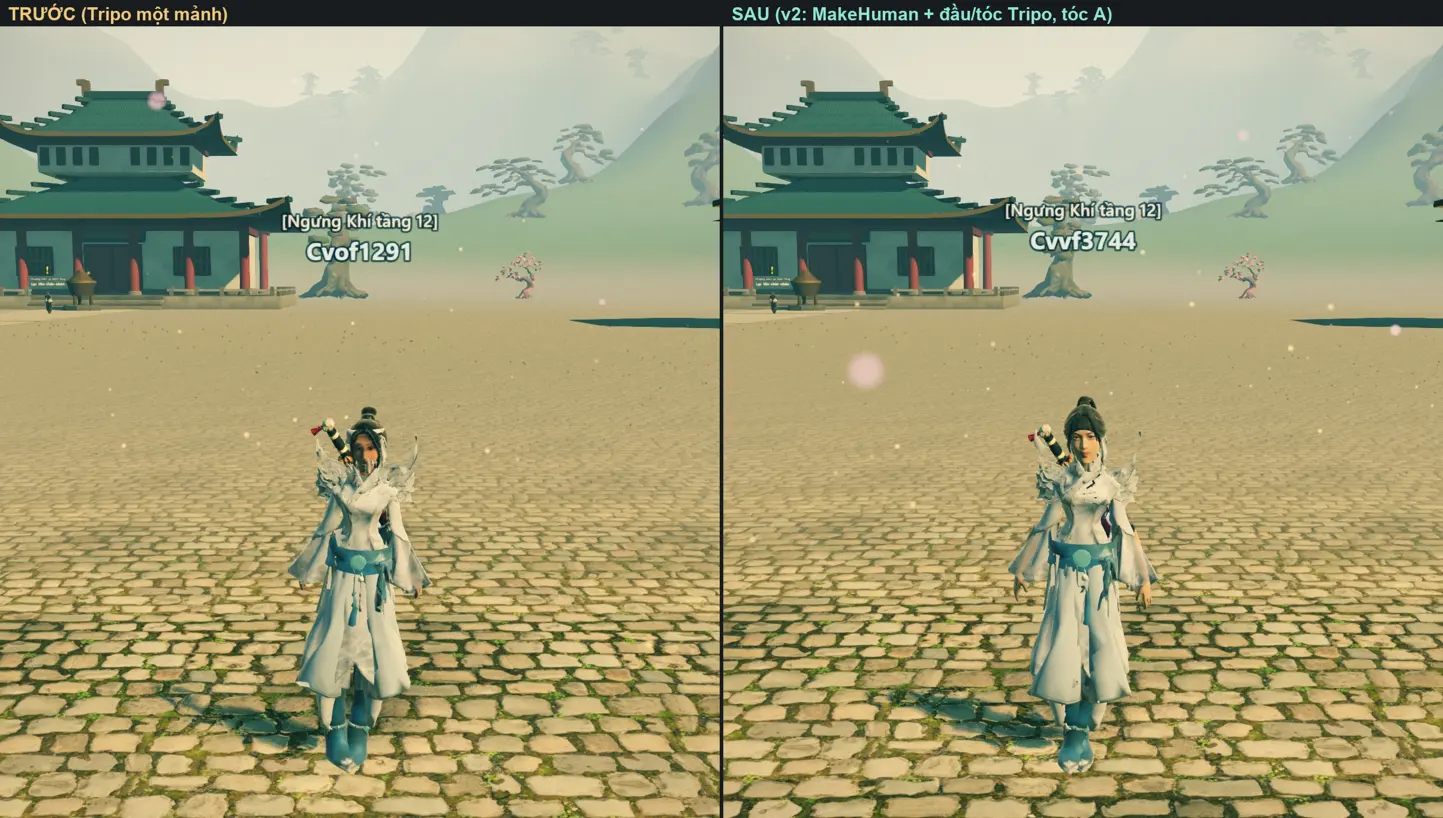 TRƯỚC (Tripo một mảnh)
SAU (v2: MakeHuman + đầu/tóc Tripo, tóc A)
[Ngưng Khí tầng 12]
Cvof1291
[Ngưng Khí tầng 12]
Cvvf3744